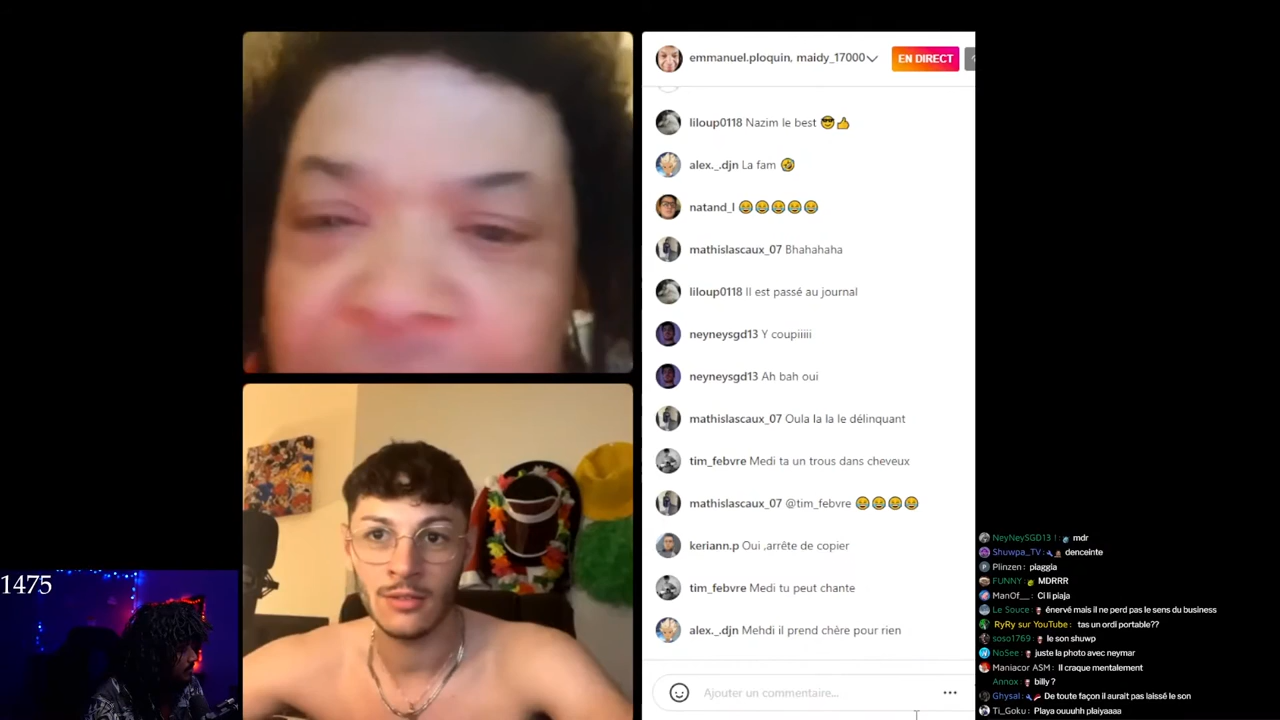 emmanuel.ploquin, maidy_17000
EN DIRECT
liloup0118 Nazim le best 😎👍
alex._.djn La fam 🤣
natand_l 😂😂😂😂😂
mathislascaux_07 Bhahahaha
liloup0118 Il est passé au journal
neyneysgd13 Y coupiiiii
neyneysgd13 Ah bah oui
mathislascaux_07 Oula la la le délinquant
tim_febvre Medi ta un trous dans cheveux
mathislascaux_07 @tim_febvre 😂😂😂😂
keriann.p Oui ,arrête de copier
tim_febvre Medi tu peut chante
alex._.djn Mehdi il prend chère pour rien
Ajouter un commentaire...
1475
NeyNeySGD13 ! : mdr
Shuwpa_TV : denceinte
Plinzen : plaggia
FUNNY : MDRRR
ManOf__ : Ci li plaja
Le Souce : énervé mais il ne perd pas le sens du business
RyRy sur YouTube : tas un ordi portable??
soso1769 : le son shuwp
NoSee : juste la photo avec neymar
Maniacor ASM : Il craque mentalement
Annox : billy ?
Ghysal : De toute façon il aurait pas laissé le son
Ti_Goku : Playa ouuuhh plaiyaaaa